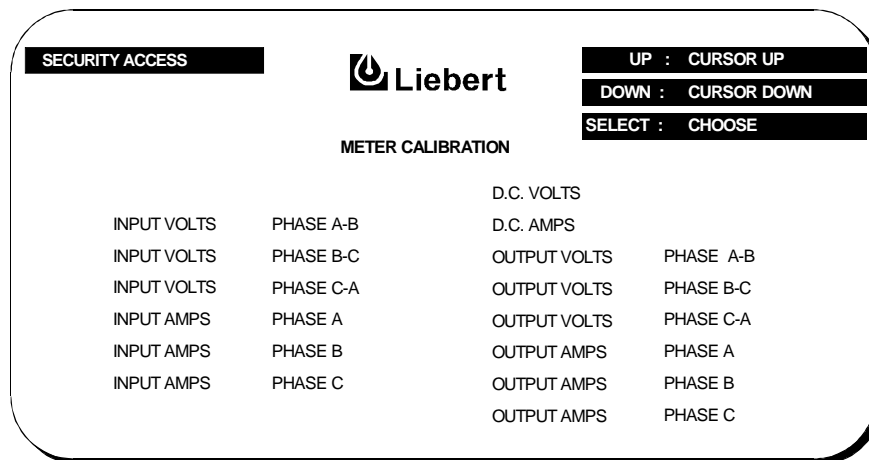 SECURITY ACCESS
Liebert
UP : CURSOR UP
DOWN : CURSOR DOWN
SELECT : CHOOSE
METER CALIBRATION
INPUT VOLTS PHASE A-B
INPUT VOLTS PHASE B-C
INPUT VOLTS PHASE C-A
INPUT AMPS PHASE A
INPUT AMPS PHASE B
INPUT AMPS PHASE C
D.C. VOLTS
D.C. AMPS
OUTPUT VOLTS PHASE A-B
OUTPUT VOLTS PHASE B-C
OUTPUT VOLTS PHASE C-A
OUTPUT AMPS PHASE A
OUTPUT AMPS PHASE B
OUTPUT AMPS PHASE C